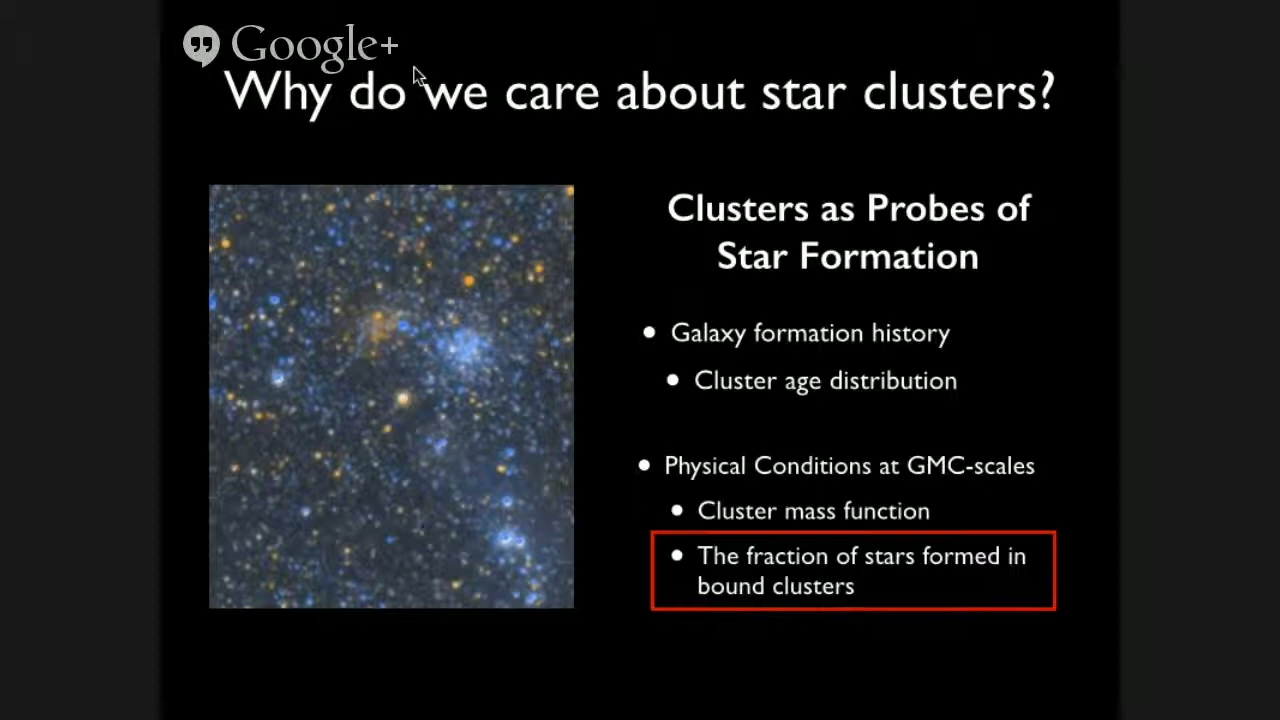 Google+
Why do we care about star clusters?
Clusters as Probes of
Star Formation
• Galaxy formation history
• Cluster age distribution
• Physical Conditions at GMC-scales
• Cluster mass function
• The fraction of stars formed in
bound clusters